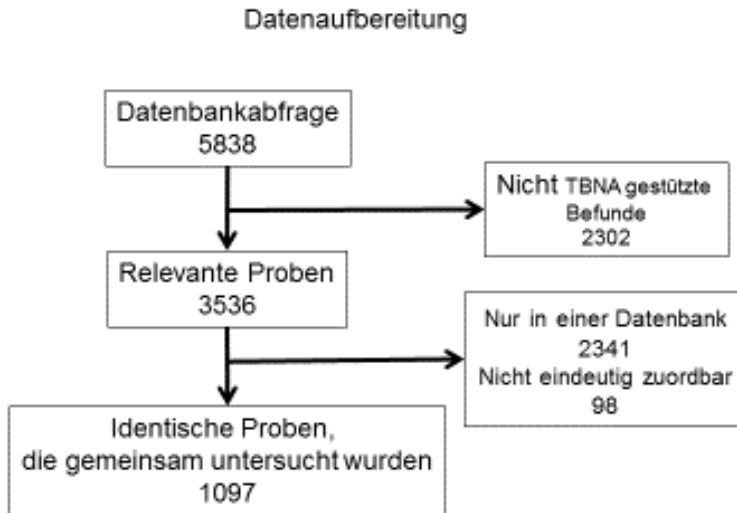 Datenaufbereitung
Datenbankabfrage
5838
Nicht TBNA gestützte
Befunde
2302
Relevante Proben
3536
Nur in einer Datenbank
2341
Nicht eindeutig zuordbar
98
Identische Proben,
die gemeinsam untersucht wurden
1097